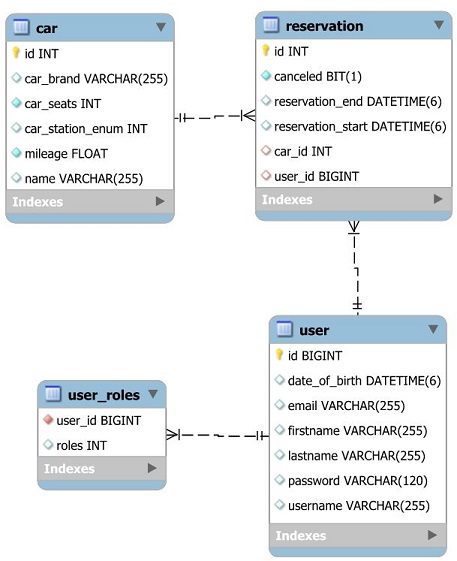 car
id INT
car_brand VARCHAR(255)
car_seats INT
car_station_enum INT
mileage FLOAT
name VARCHAR(255)
Indexes
reservation
id INT
canceled BIT(1)
reservation_end DATETIME(6)
reservation_start DATETIME(6)
car_id INT
user_id BIGINT
Indexes
user_roles
user_id BIGINT
roles INT
Indexes
user
id BIGINT
date_of_birth DATETIME(6)
email VARCHAR(255)
firstname VARCHAR(255)
lastname VARCHAR(255)
password VARCHAR(120)
username VARCHAR(255)
Indexes